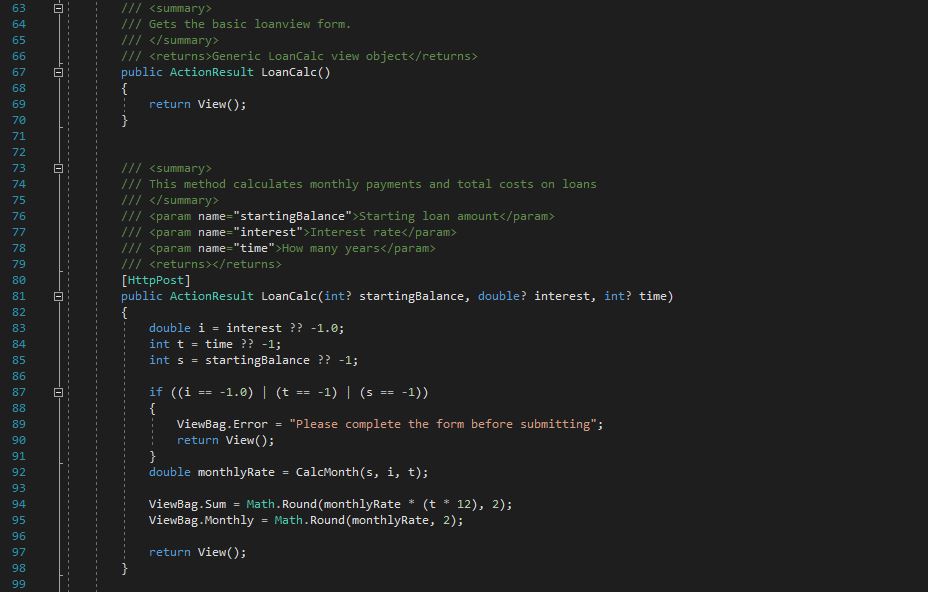 63 /// <summary>
64 /// Gets the basic loanview form.
65 /// </summary>
66 /// <returns>Generic LoanCalc view object</returns>
67 public ActionResult LoanCalc()
68 {
69 return View();
70 }
71
72
73 /// <summary>
74 /// This method calculates monthly payments and total costs on loans
75 /// </summary>
76 /// <param name="startingBalance">Starting loan amount</param>
77 /// <param name="interest">Interest rate</param>
78 /// <param name="time">How many years</param>
79 /// <returns></returns>
80 [HttpPost]
81 public ActionResult LoanCalc(int? startingBalance, double? interest, int? time)
82 {
83 double i = interest ?? -1.0;
84 int t = time ?? -1;
85 int s = startingBalance ?? -1;
86
87 if ((i == -1.0) | (t == -1) | (s == -1))
88 {
89 ViewBag.Error = "Please complete the form before submitting";
90 return View();
91 }
92 double monthlyRate = CalcMonth(s, i, t);
93
94 ViewBag.Sum = Math.Round(monthlyRate * (t * 12), 2);
95 ViewBag.Monthly = Math.Round(monthlyRate, 2);
96
97 return View();
98 }
99